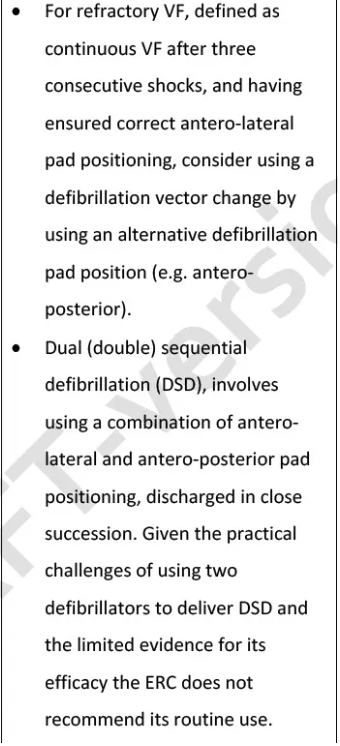 • For refractory VF, defined as
continuous VF after three
consecutive shocks, and having
ensured correct antero-lateral
pad positioning, consider using a
defibrillation vector change by
using an alternative defibrillation
pad position (e.g. antero-
posterior).
• Dual (double) sequential
defibrillation (DSD), involves
using a combination of antero-
lateral and antero-posterior pad
positioning, discharged in close
succession. Given the practical
challenges of using two
defibrillators to deliver DSD and
the limited evidence for its
efficacy the ERC does not
recommend its routine use.